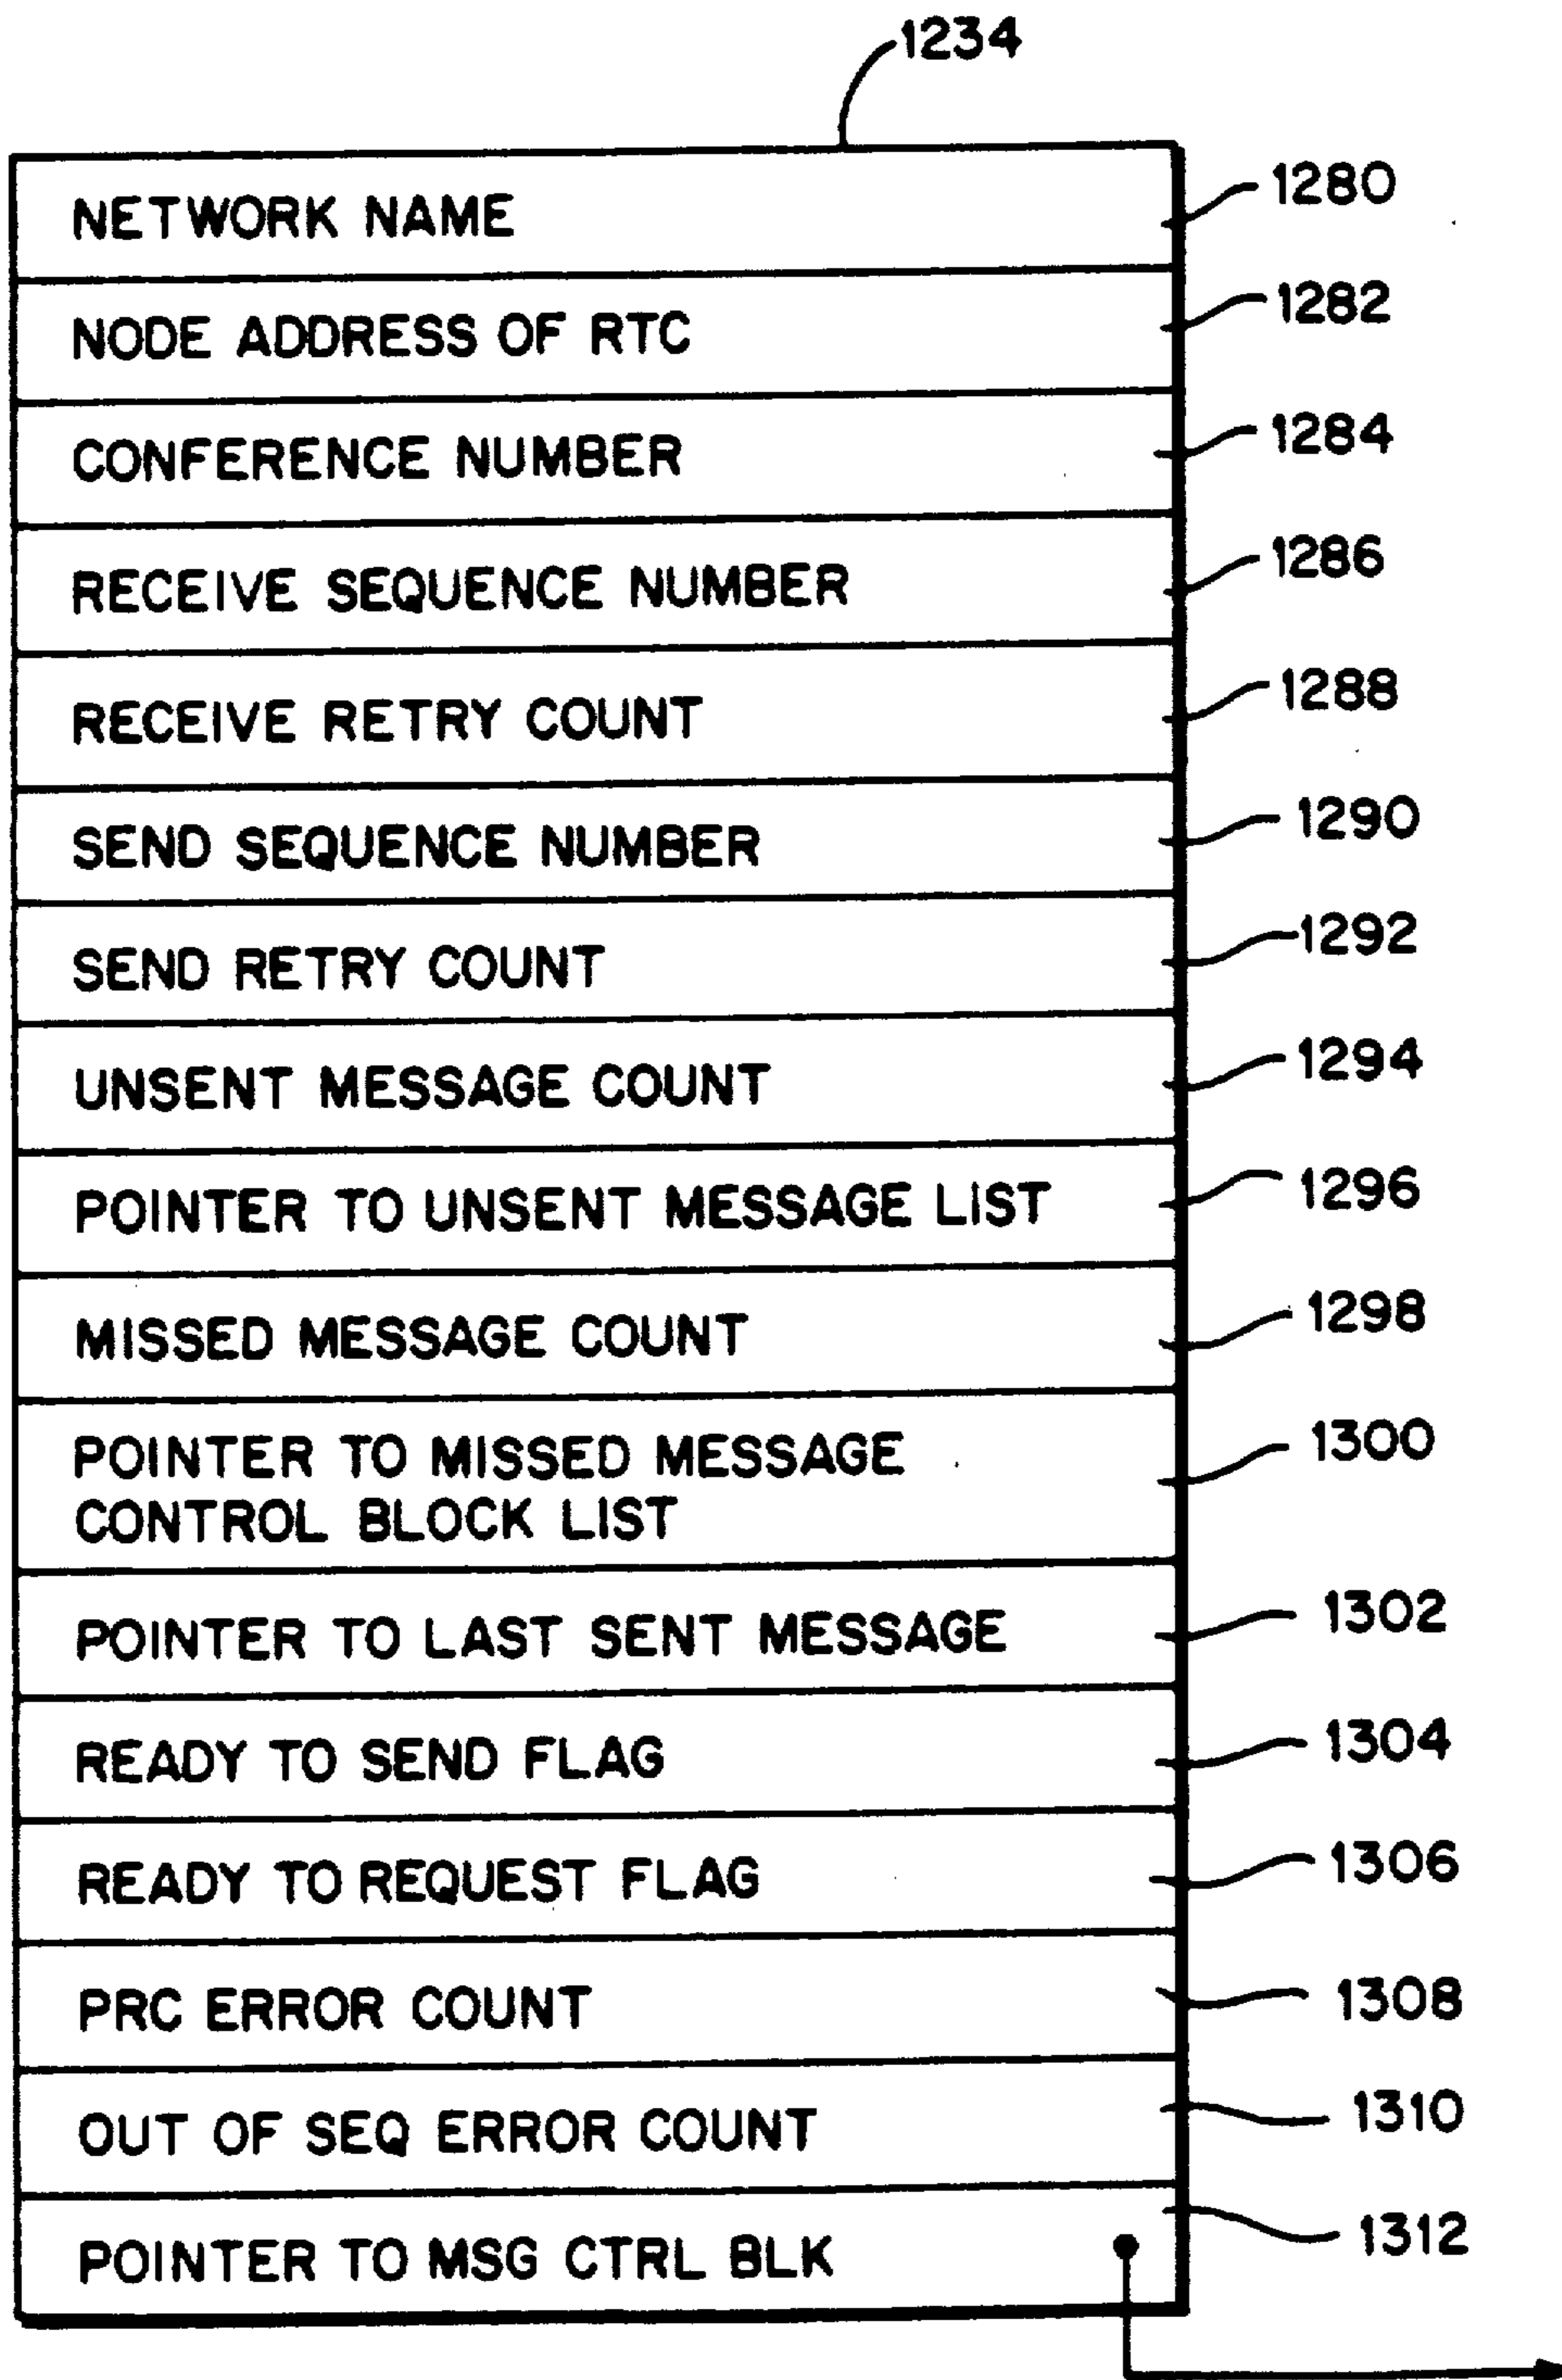 1234
NETWORK NAME 1280
NODE ADDRESS OF RTC 1282
CONFERENCE NUMBER 1284
RECEIVE SEQUENCE NUMBER 1286
RECEIVE RETRY COUNT 1288
SEND SEQUENCE NUMBER 1290
SEND RETRY COUNT 1292
UNSENT MESSAGE COUNT 1294
POINTER TO UNSENT MESSAGE LIST 1296
MISSED MESSAGE COUNT 1298
POINTER TO MISSED MESSAGE 1300
CONTROL BLOCK LIST
POINTER TO LAST SENT MESSAGE 1302
READY TO SEND FLAG 1304
READY TO REQUEST FLAG 1306
PRC ERROR COUNT 1308
OUT OF SEQ ERROR COUNT 1310
POINTER TO MSG CTRL BLK 1312